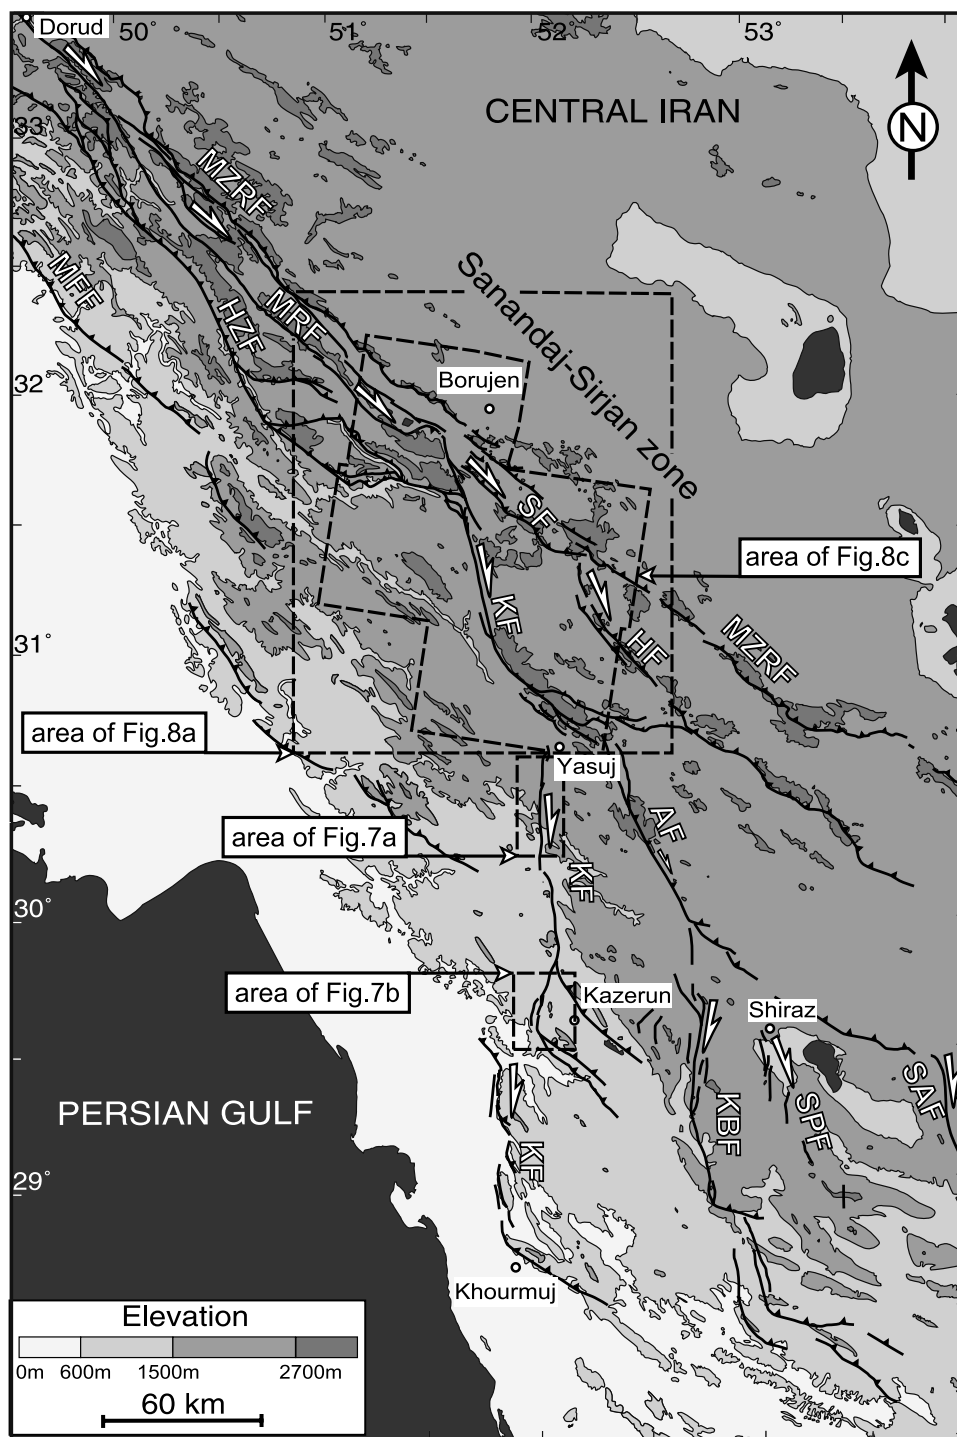 Dorud
50°
51°
52°
53°
CENTRAL IRAN
N
33°
MZRF
Sanandaj-Sirjan zone
MFF
HZF
MRF
32°
Borujen
SF
area of Fig.8c
KF
31°
HF
MZRF
area of Fig.8a
Yasuj
AF
area of Fig.7a
KF
30°
area of Fig.7b
Kazerun
Shiraz
SAF
PERSIAN GULF
KBF
SPF
KF
29°
Khourmuj
Elevation
0m 600m 1500m 2700m
60 km